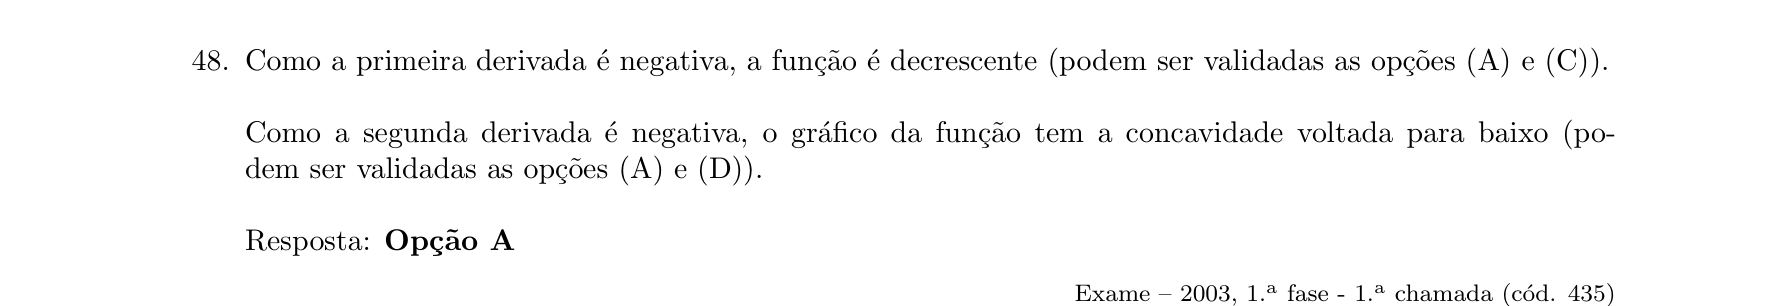 48. Como a primeira derivada é negativa, a função é decrescente (podem ser validadas as opções (A) e (C)).
Como a segunda derivada é negativa, o gráfico da função tem a concavidade voltada para baixo (po-
dem ser validadas as opções (A) e (D)).
Resposta: Opção A
Exame – 2003, 1.ª fase - 1.ª chamada (cód. 435)